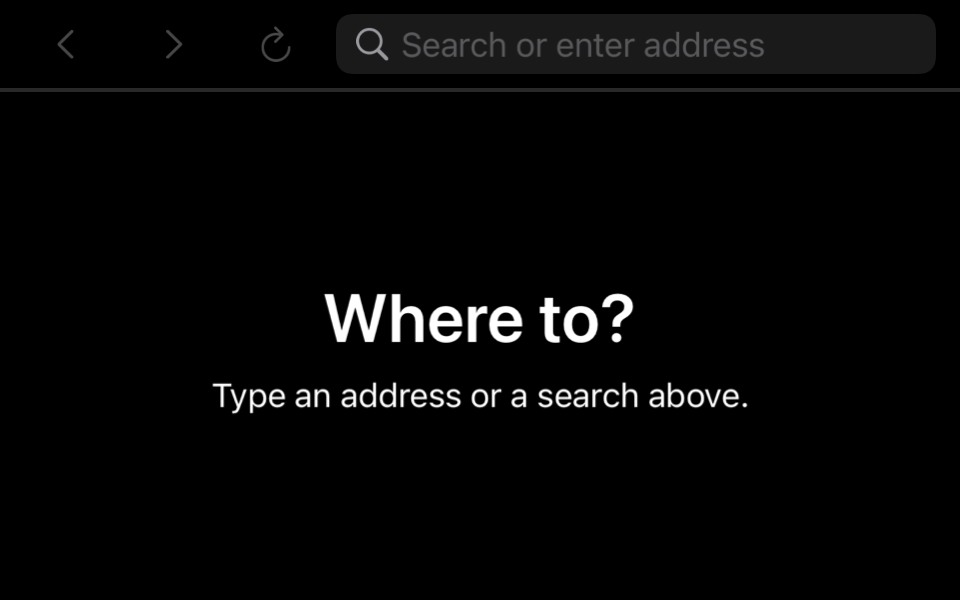 Search or enter address
Where to?
Type an address or a search above.